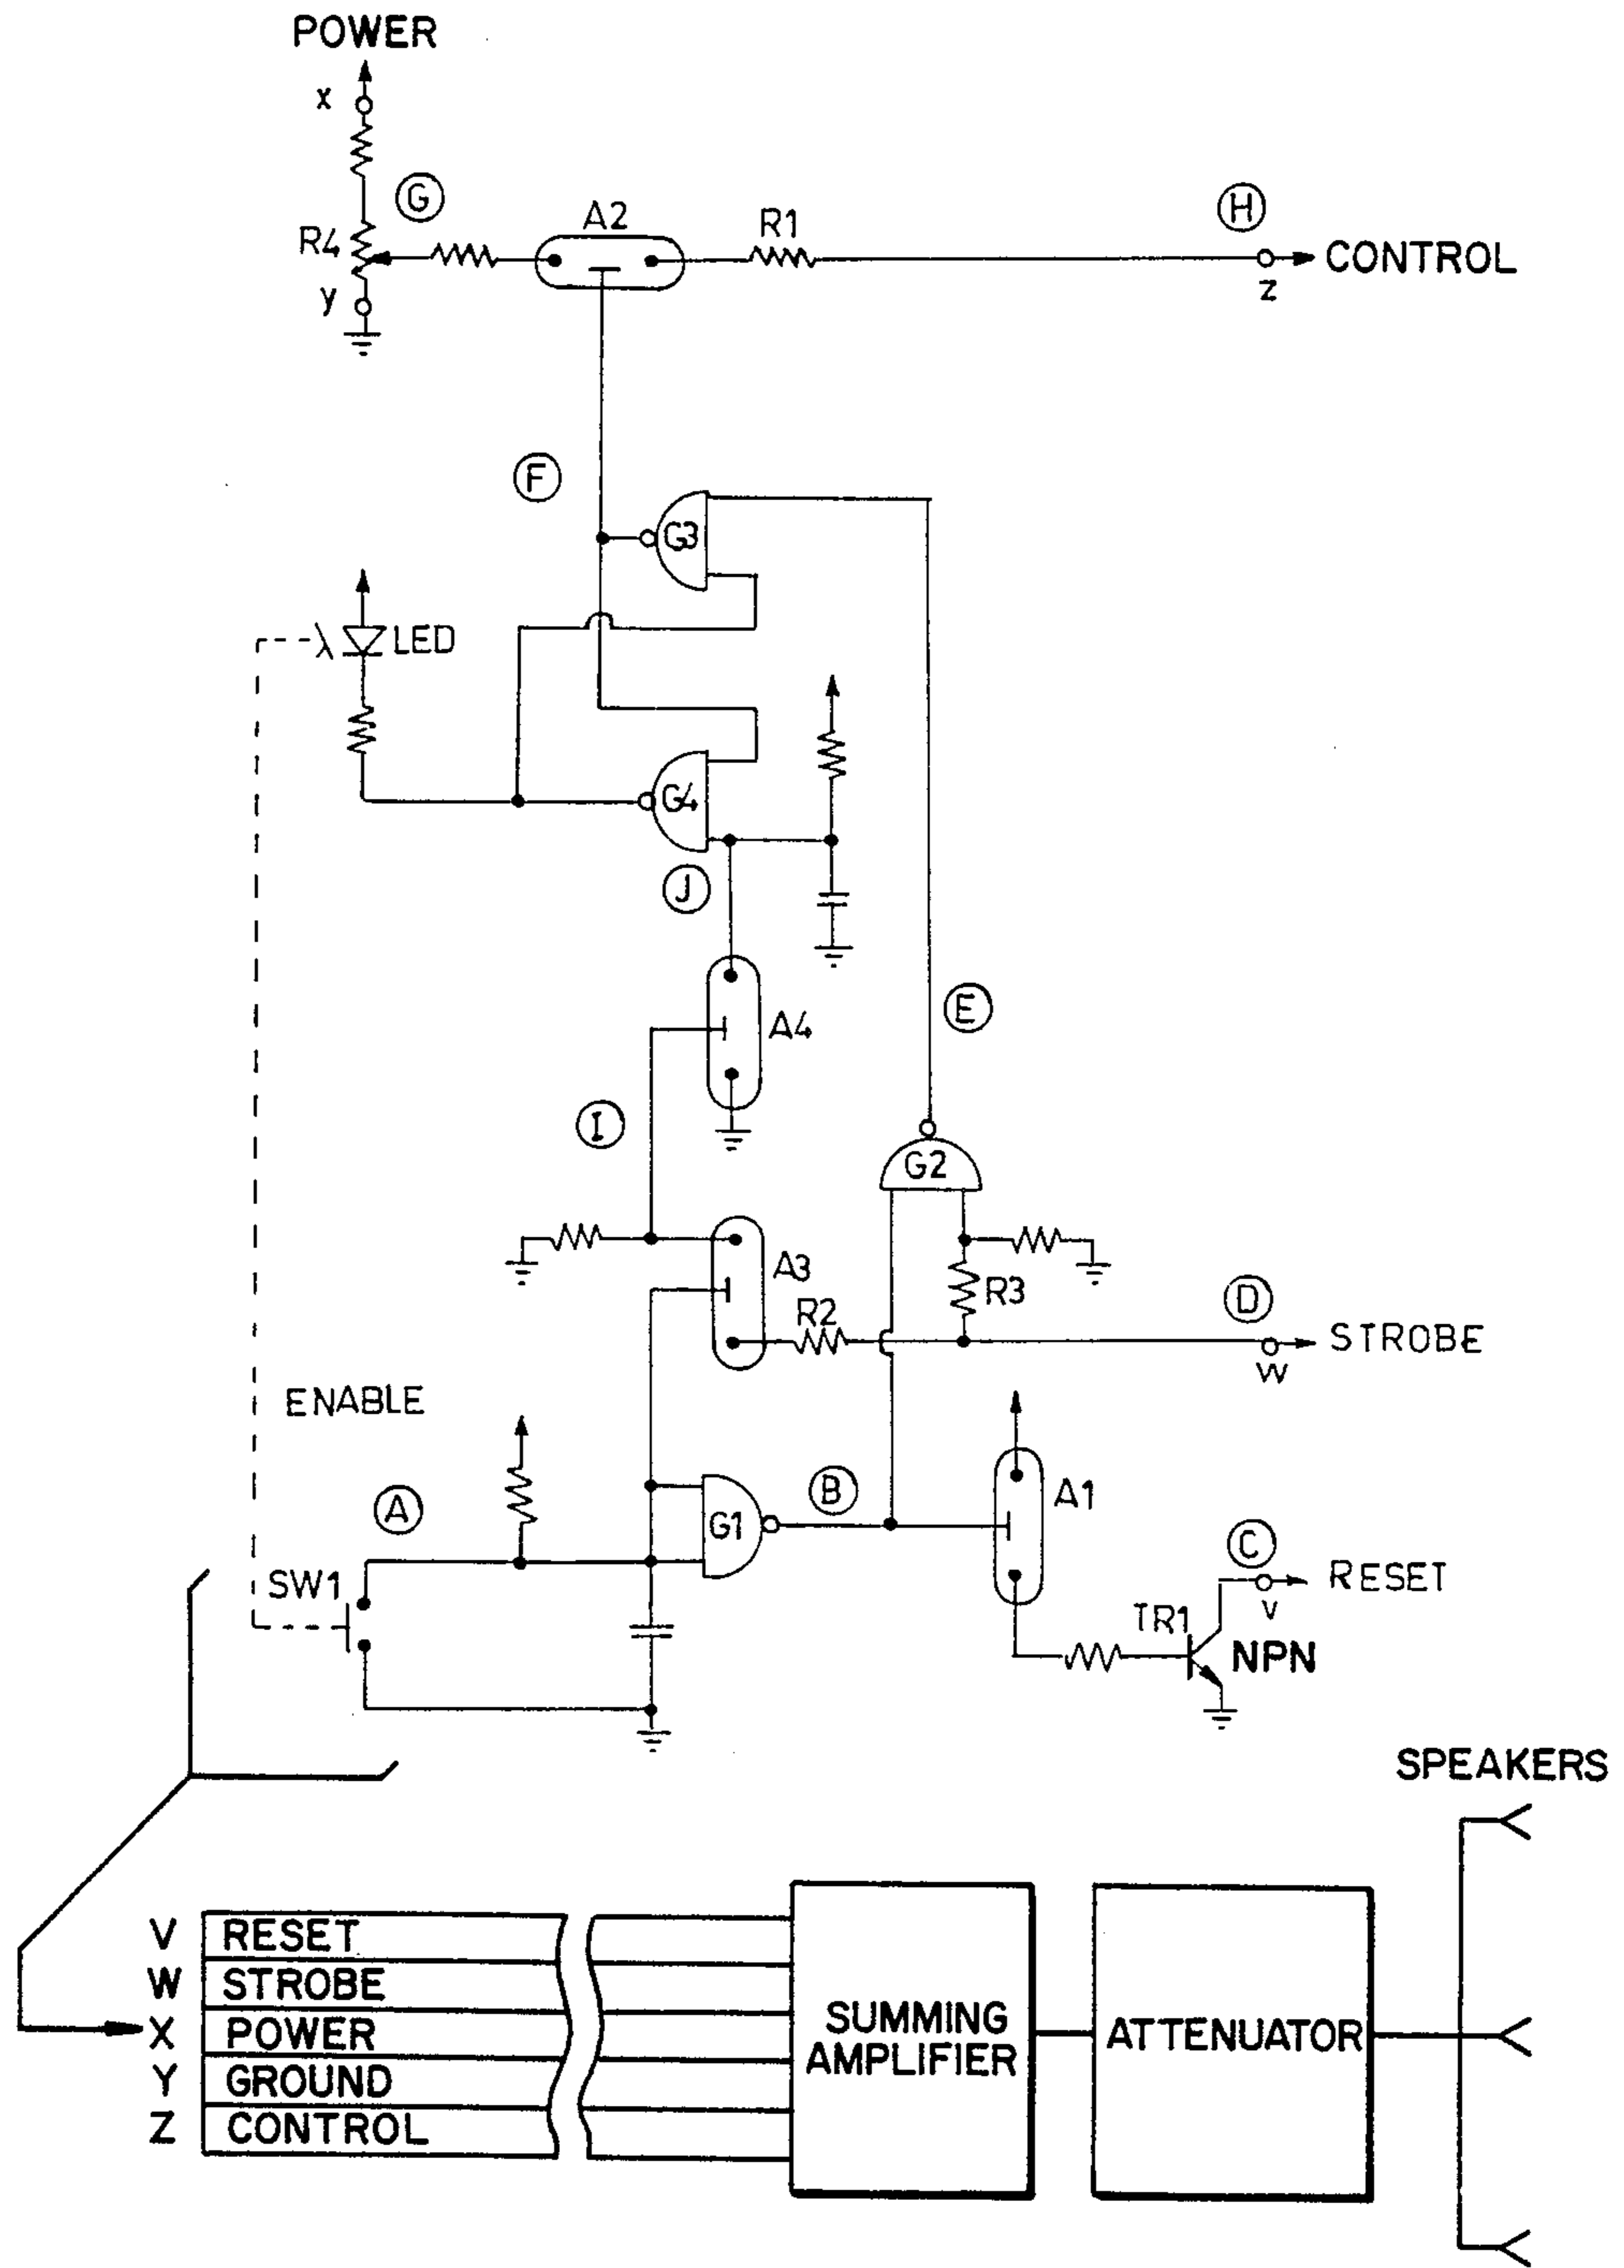 POWER
x
G
A2
R1
H
R4
CONTROL
y
z
F
G3
λ LED
G4
J
E
A4
I
G2
A3
R3
R2
D
STROBE
W
ENABLE
A
B
A1
G1
C
SW1
RESET
V
TR1
NPN
SPEAKERS
V RESET
W STROBE
X POWER
Y GROUND
Z CONTROL
SUMMING
AMPLIFIER
ATTENUATOR